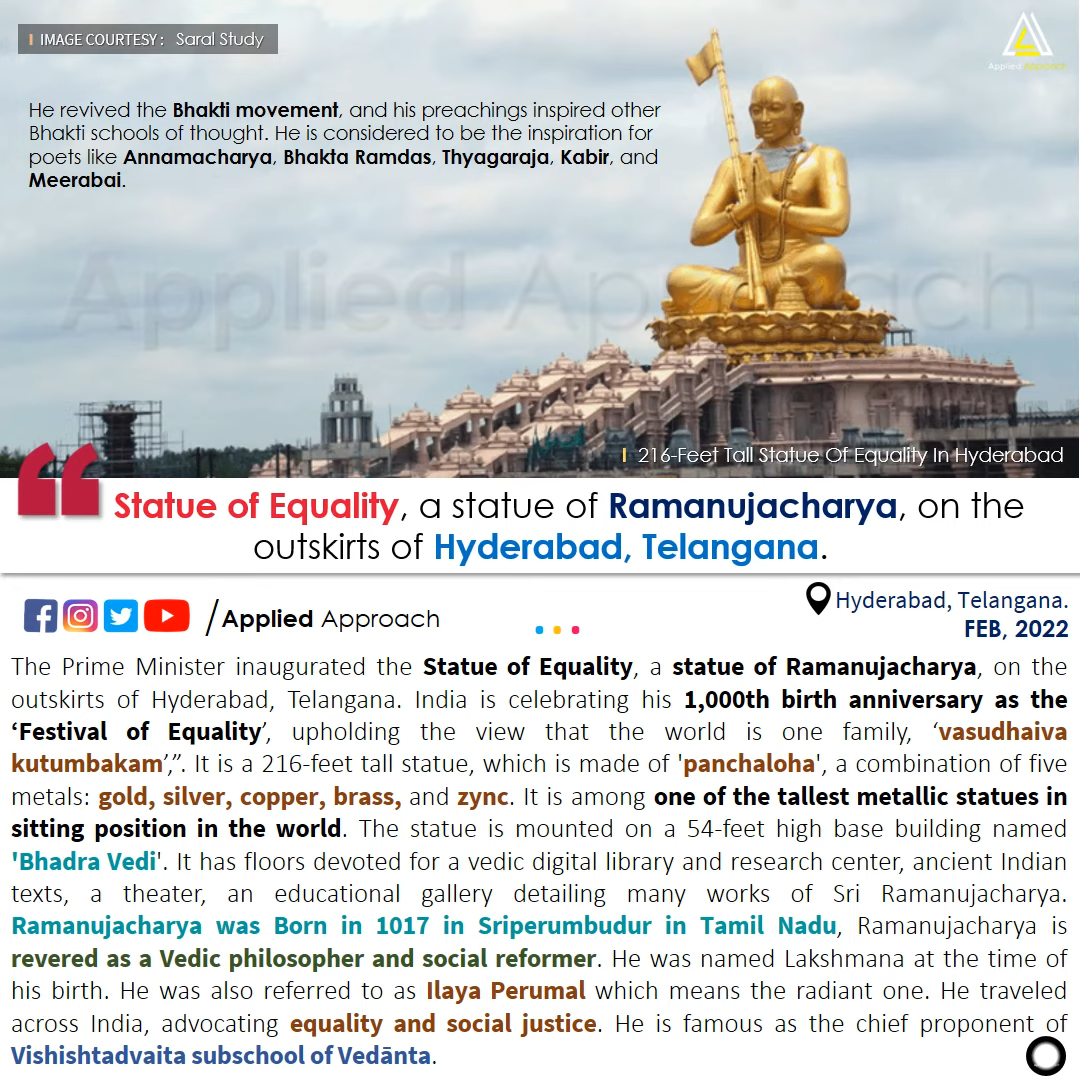 IMAGE COURTESY : Saral Study
Applied Approach
He revived the Bhakti movement, and his preachings inspired other
Bhakti schools of thought. He is considered to be the inspiration for
poets like Annamacharya, Bhakta Ramdas, Thyagaraja, Kabir, and
Meerabai.
Applied Approach
216-Feet Tall Statue Of Equality In Hyderabad
“
Statue of Equality, a statue of Ramanujacharya, on the
outskirts of Hyderabad, Telangana.
/Applied Approach
Hyderabad, Telangana.
FEB, 2022
The Prime Minister inaugurated the Statue of Equality, a statue of Ramanujacharya, on the
outskirts of Hyderabad, Telangana. India is celebrating his 1,000th birth anniversary as the
‘Festival of Equality’, upholding the view that the world is one family, ‘vasudhaiva
kutumbakam’,”. It is a 216-feet tall statue, which is made of 'panchaloha', a combination of five
metals: gold, silver, copper, brass, and zync. It is among one of the tallest metallic statues in
sitting position in the world. The statue is mounted on a 54-feet high base building named
'Bhadra Vedi'. It has floors devoted for a vedic digital library and research center, ancient Indian
texts, a theater, an educational gallery detailing many works of Sri Ramanujacharya.
Ramanujacharya was Born in 1017 in Sriperumbudur in Tamil Nadu, Ramanujacharya is
revered as a Vedic philosopher and social reformer. He was named Lakshmana at the time of
his birth. He was also referred to as Ilaya Perumal which means the radiant one. He traveled
across India, advocating equality and social justice. He is famous as the chief proponent of
Vishishtadvaita subschool of Vedānta.